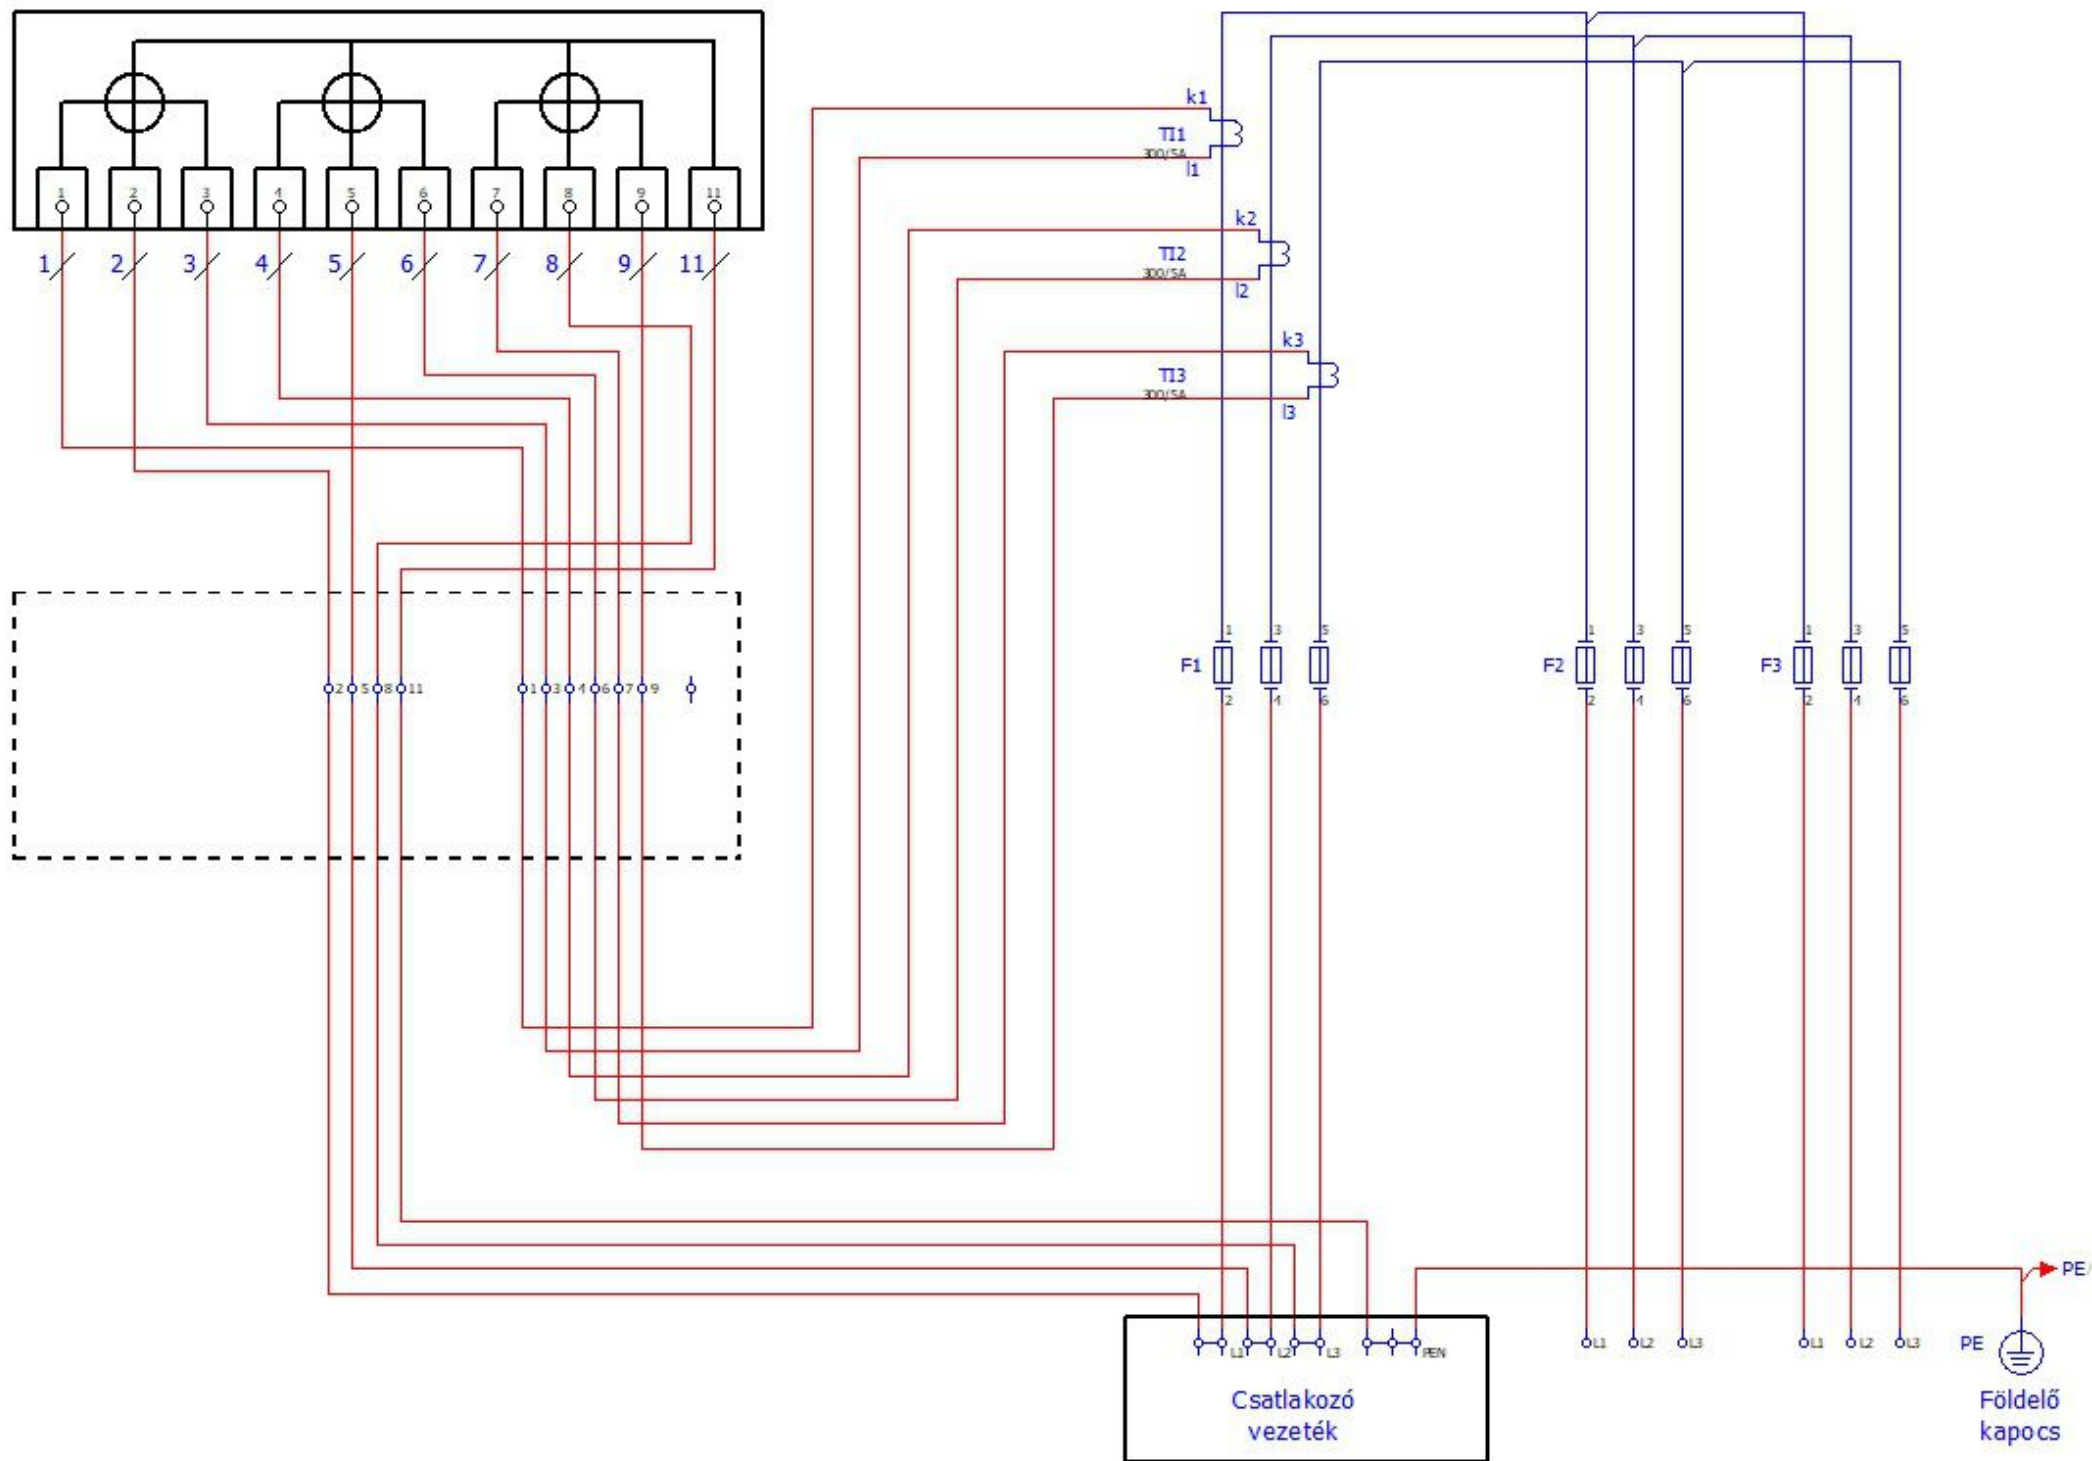 1 2 3 4 5 6 7 8 9 11
1 2 3 4 5 6 7 8 9 11
k1
TI1
300/5A
l1
k2
TI2
300/5A
l2
k3
TI3
300/5A
l3
1 3 5 1 3 5 1 3 5
F1 F2 F3
2 5 8 11 1 3 4 6 7 9
2 4 6 2 4 6 2 4 6
PE/
L1 L2 L3 PEN L1 L2 L3 L1 L2 L3 PE
Csatlakozó
vezeték
Földelő
kapocs